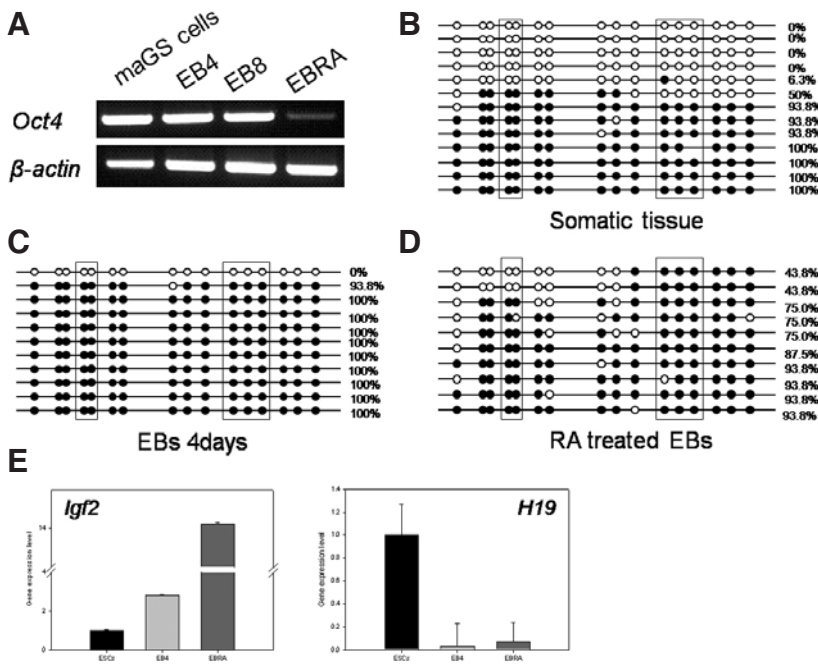 A
maGS cells
EB4
EB8
EBRA
Oct4
β-actin
B
0%
0%
0%
0%
6.3%
50%
93.8%
93.8%
93.8%
100%
100%
100%
100%
Somatic tissue
C
0%
93.8%
100%
100%
100%
100%
100%
100%
100%
100%
100%
EBs 4days
D
43.8%
43.8%
75.0%
75.0%
75.0%
87.5%
93.8%
93.8%
93.8%
93.8%
RA treated EBs
E
Igf2
Gene expression level
14
4
2
0
ESCs
EB4
EBRA
H19
Gene expression level
1.4
1.2
1.0
0.8
0.6
0.4
0.2
0.0
ESCs
EB4
EBRA